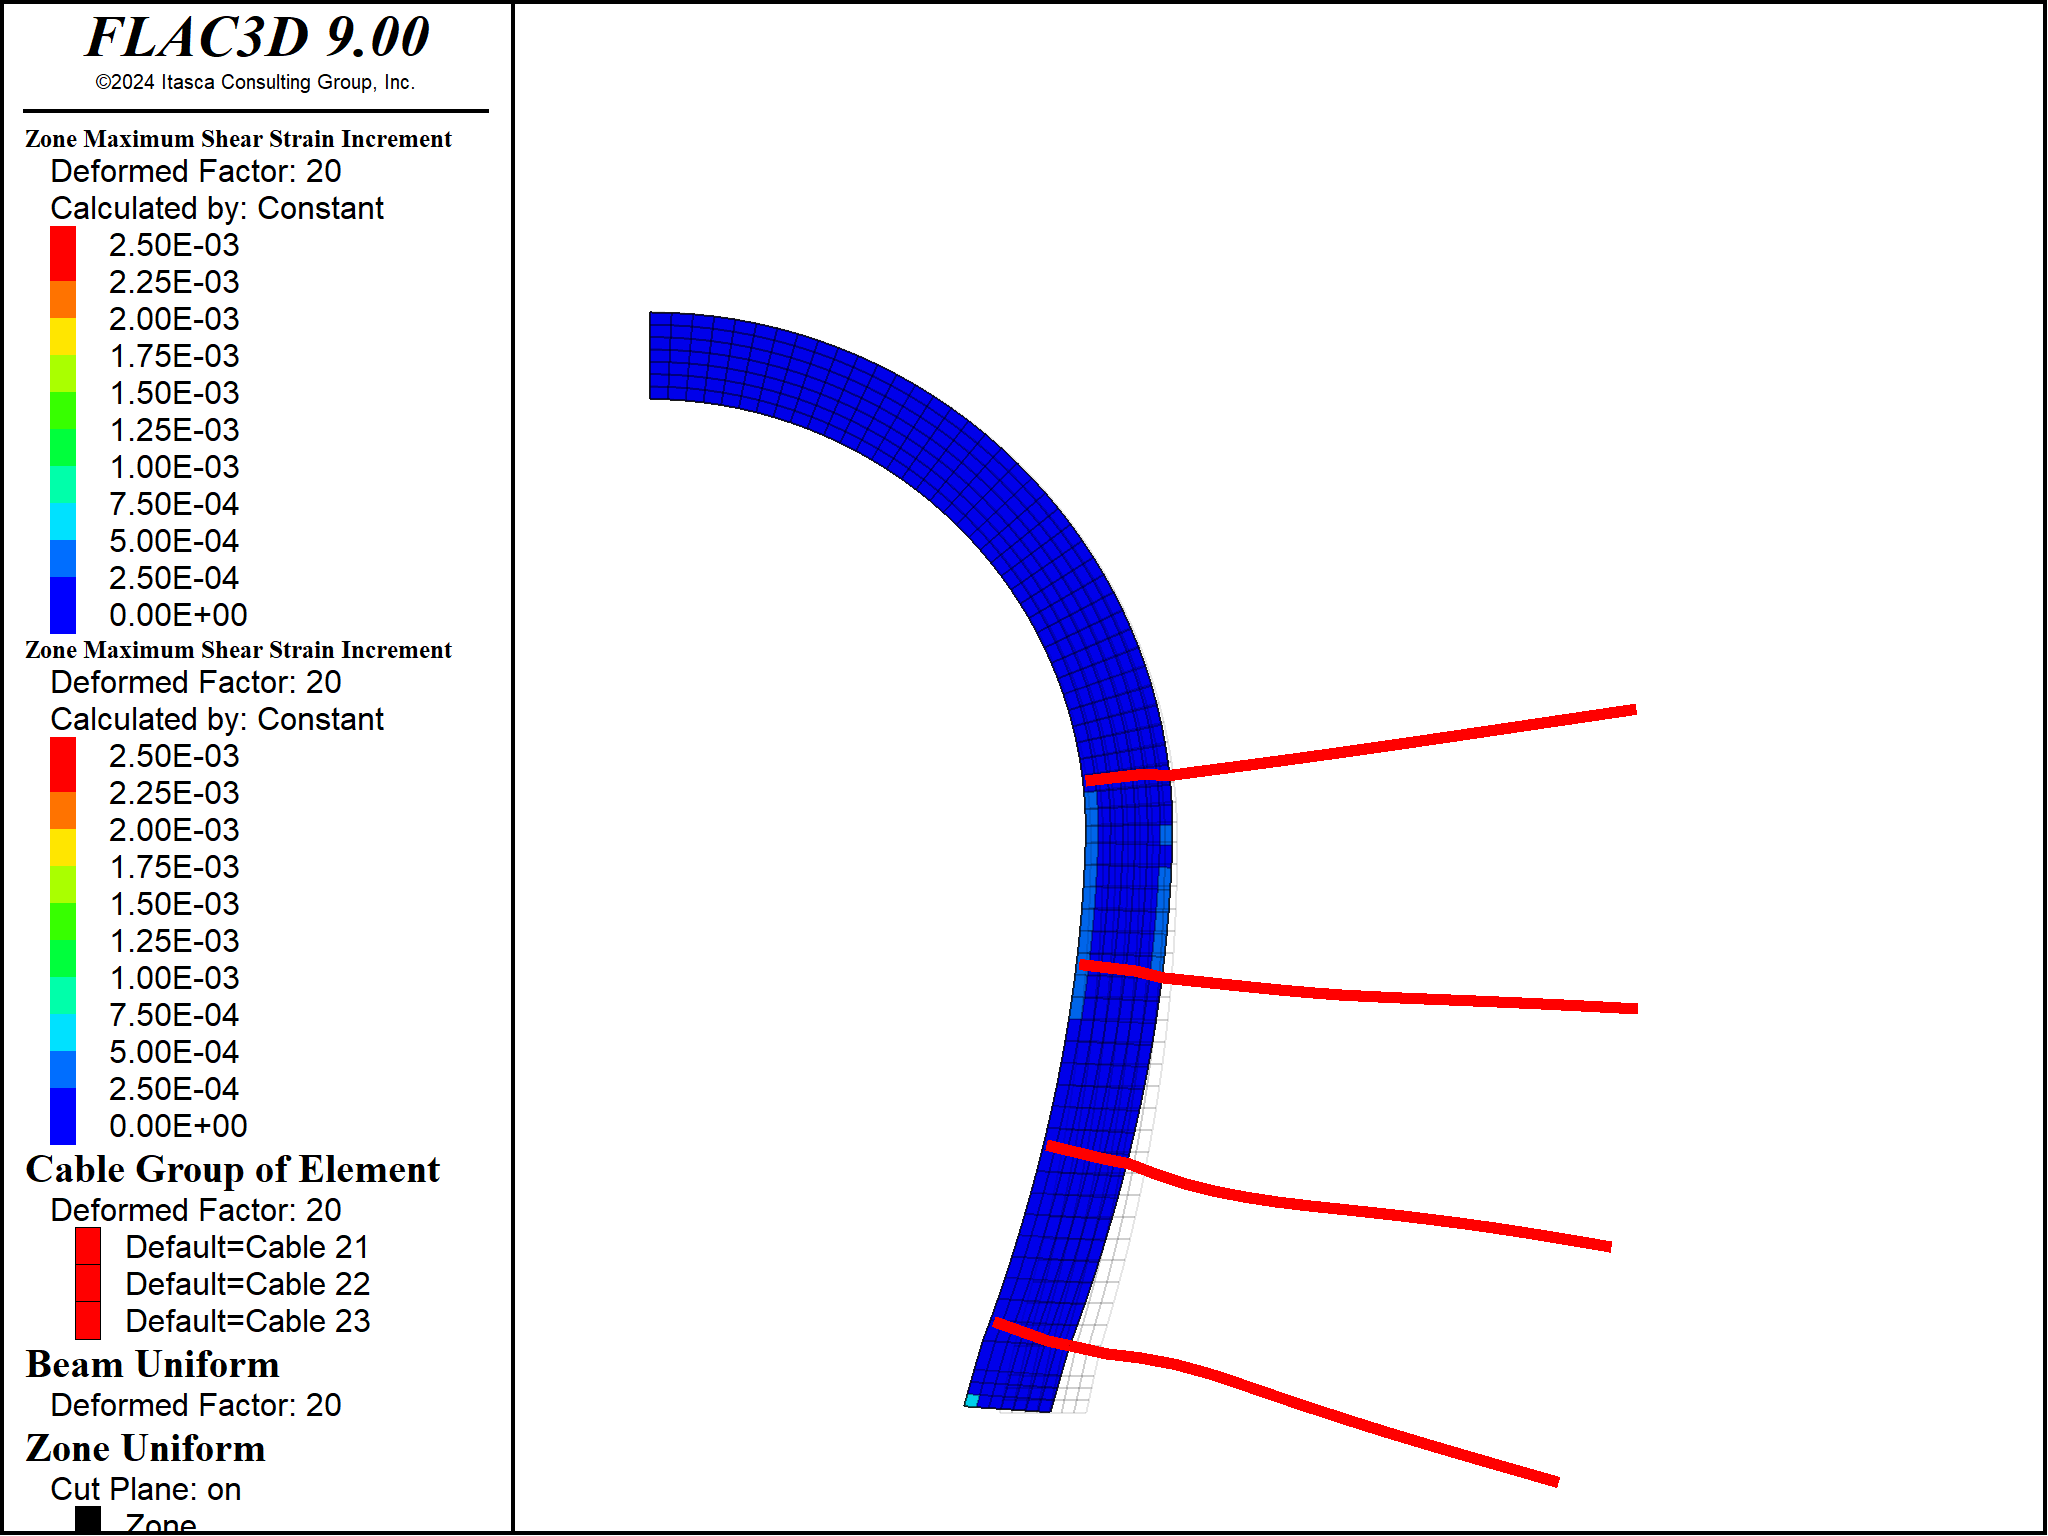 FLAC3D 9.00
©2024 Itasca Consulting Group, Inc.
Zone Maximum Shear Strain Increment
Deformed Factor: 20
Calculated by: Constant
2.50E-03
2.25E-03
2.00E-03
1.75E-03
1.50E-03
1.25E-03
1.00E-03
7.50E-04
5.00E-04
2.50E-04
0.00E+00
Zone Maximum Shear Strain Increment
Deformed Factor: 20
Calculated by: Constant
2.50E-03
2.25E-03
2.00E-03
1.75E-03
1.50E-03
1.25E-03
1.00E-03
7.50E-04
5.00E-04
2.50E-04
0.00E+00
Cable Group of Element
Deformed Factor: 20
Default=Cable 21
Default=Cable 22
Default=Cable 23
Beam Uniform
Deformed Factor: 20
Zone Uniform
Cut Plane: on
Zone